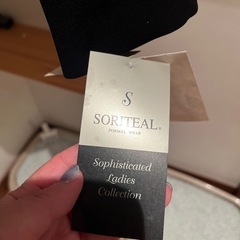 S
SORITEAL®
FORMAL WEAR
Sophisticated
Ladies
Collection